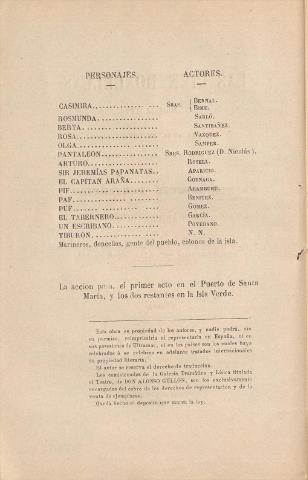 PERSONAJES. ACTORES.
CASIMIRA. Sras. BERNAL.
RIME.
ROSMUNDA. SABLÓ.
BERTA. SANTIBAÑEZ.
ROSA. VAZQUEZ.
OLGA. SAMPER.
PANTALEON. Sres. RODRIGUEZ (D. Nicolás).
ARTURO. ROTELA.
SIR JEREMÍAS PAPANATAS. APARICIO.
EL CAPITAN ARAÑA. GOENAGA.
PIF. ARAMBURU.
PAF. BENITEZ.
PUF. GOMEZ.
EL TABERNERO. GARCÍA.
UN ESCRIBANO. POVEDANO.
TIBURÓN. N. N.
Marineros, doncellas, gente del pueblo, colonos de la isla.
La accion pasa, el primer acto en el Puerto de Santa
María, y los dos restantes en la Isla Verde.
Esta obra es propiedad de los autores, y nadie podrá, sin
su permiso, reimprimirla ni representarla en España, ni en
sus posesiones de Ultramar, ni en los países con los cuales haya
celebrados ó se celebren en adelante tratados internacionales
de propiedad literaria.
El autor se reserva el derecho de traduccion.
Los comisionados de la Galería Dramática y Lírica titulada
el Teatro, de DON ALONSO GULLON, son los exclusivamente
encargados del cobro de los derechos de representacion y de la
venta de ejemplares.
Queda hecho el depósito que marca la ley.